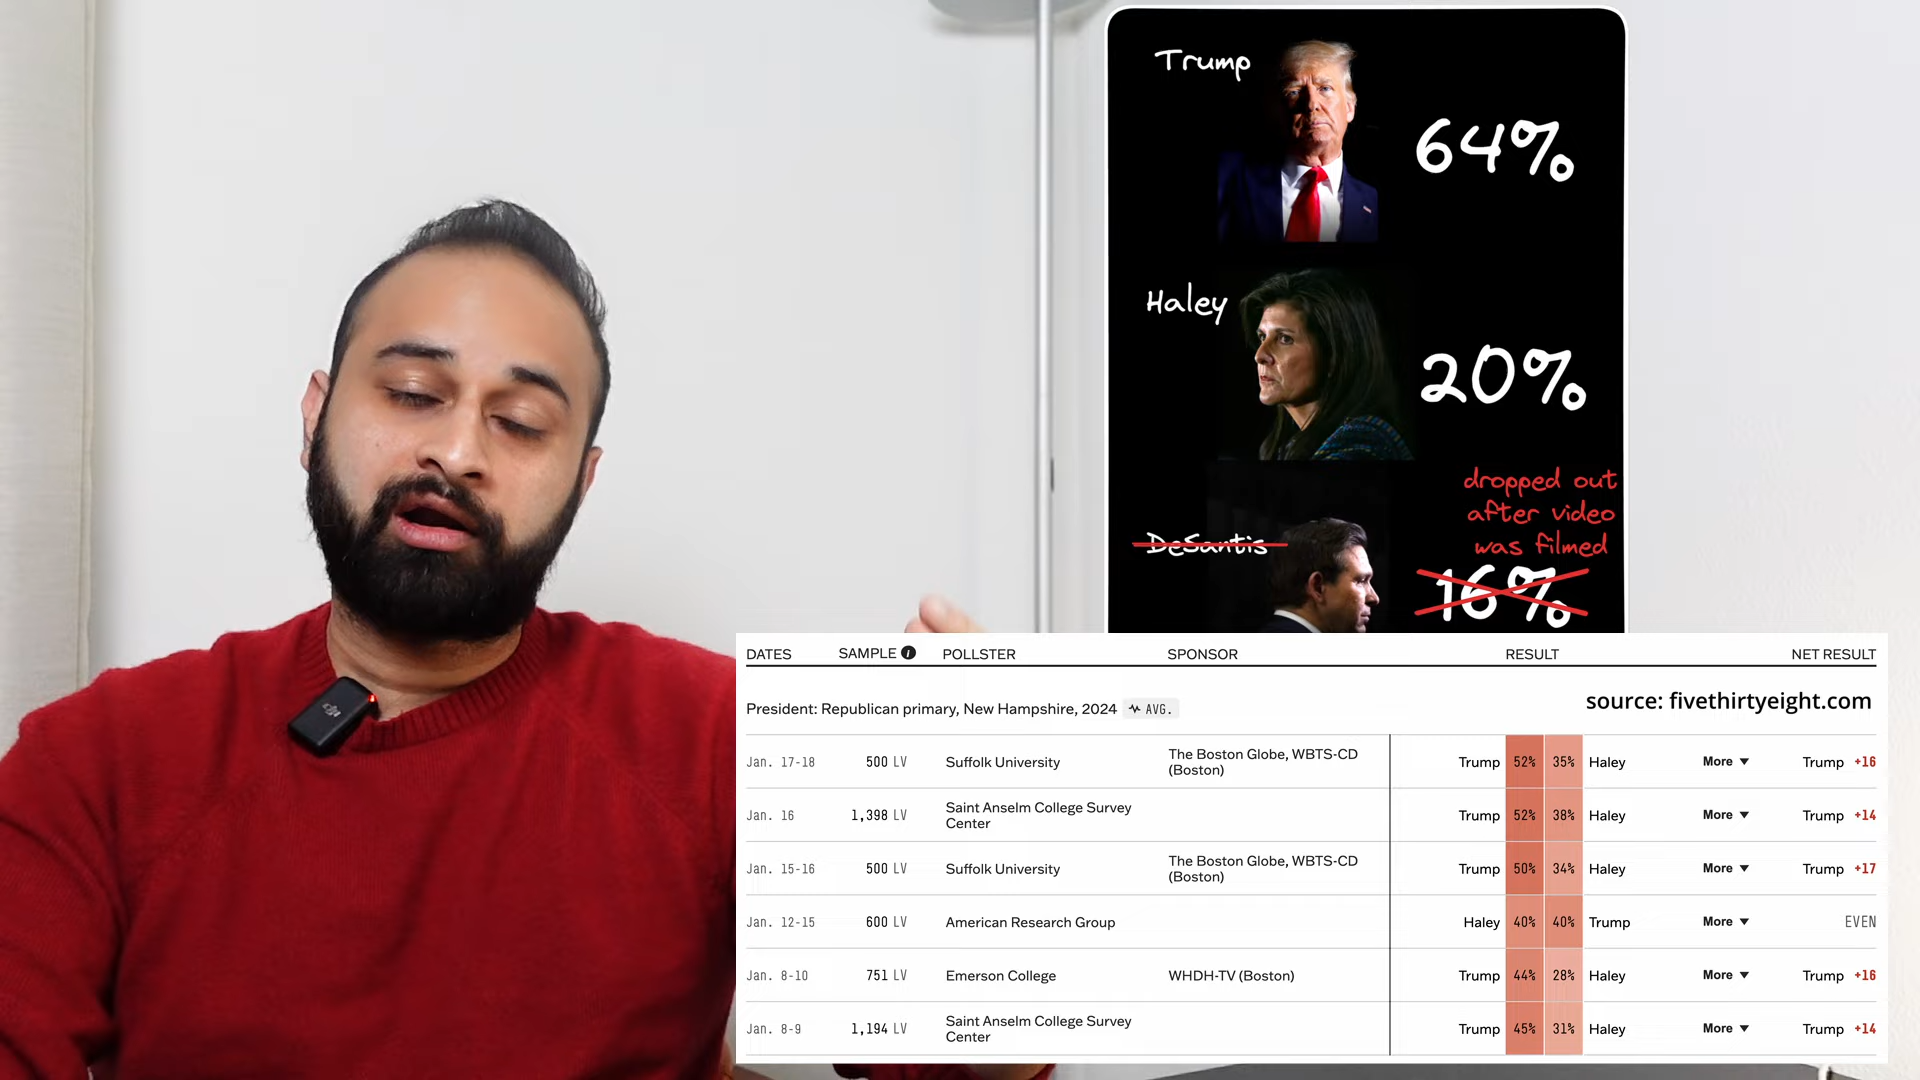 Trump
64%
Haley
20%
dropped out
after video
was filmed
DeSantis
16%
DATES SAMPLE i POLLSTER SPONSOR RESULT NET RESULT
source: fivethirtyeight.com
President: Republican primary, New Hampshire, 2024 AVG.
Jan. 17-18 500 LV Suffolk University The Boston Globe, WBTS-CD
(Boston) Trump 52% 35% Haley More ▼ Trump +16
Jan. 16 1,398 LV Saint Anselm College Survey
Center Trump 52% 38% Haley More ▼ Trump +14
Jan. 15-16 500 LV Suffolk University The Boston Globe, WBTS-CD
(Boston) Trump 50% 34% Haley More ▼ Trump +17
Jan. 12-15 600 LV American Research Group Haley 40% 40% Trump More ▼ EVEN
Jan. 8-10 751 LV Emerson College WHDH-TV (Boston) Trump 44% 28% Haley More ▼ Trump +16
Jan. 8-9 1,194 LV Saint Anselm College Survey
Center Trump 45% 31% Haley More ▼ Trump +14